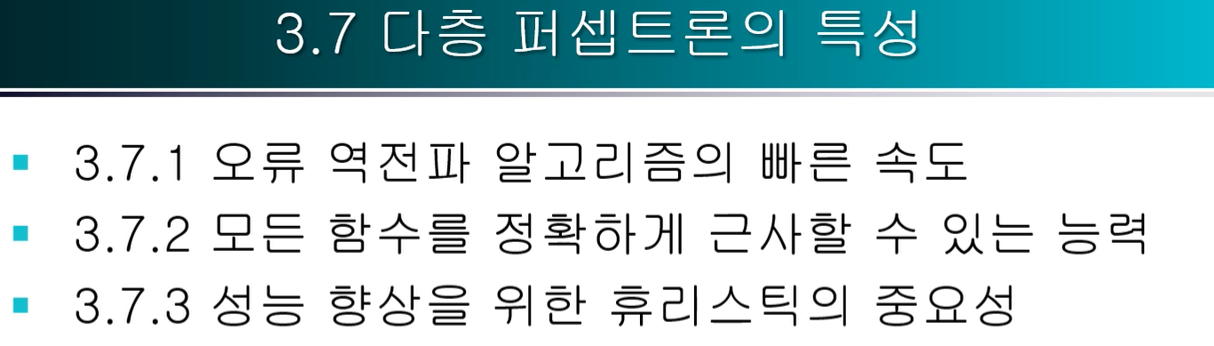 3.7 다층 퍼셉트론의 특성
3.7.1 오류 역전파 알고리즘의 빠른 속도
3.7.2 모든 함수를 정확하게 근사할 수 있는 능력
3.7.3 성능 향상을 위한 휴리스틱의 중요성